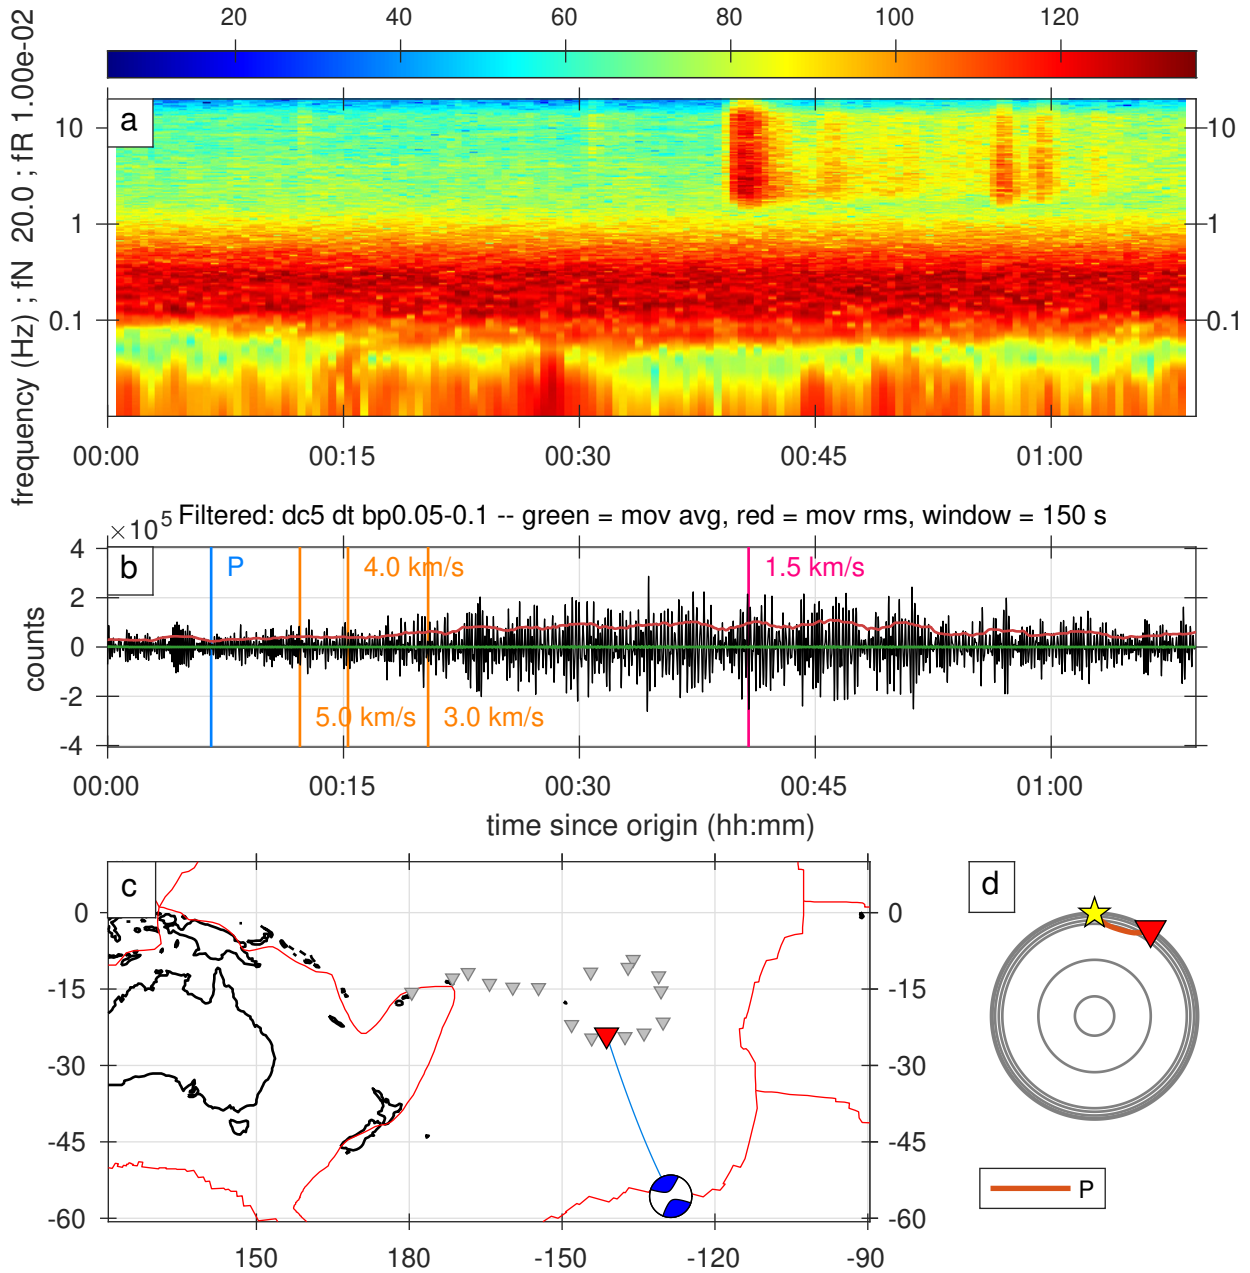 20 40 60 80 100 120
frequency (Hz) ; fN 20.0 ; fR 1.00e-02
a
10 10
1 1
0.1 0.1
00:00 00:15 00:30 00:45 01:00
×10^5 Filtered: dc5 dt bp0.05-0.1 -- green = mov avg, red = mov rms, window = 150 s
b
counts
4
2
0
-2
-4
P 4.0 km/s 1.5 km/s
5.0 km/s 3.0 km/s
00:00 00:15 00:30 00:45 01:00
time since origin (hh:mm)
c
0 0
-15 -15
-30 -30
-45 -45
-60 -60
150 180 -150 -120 -90
d
P